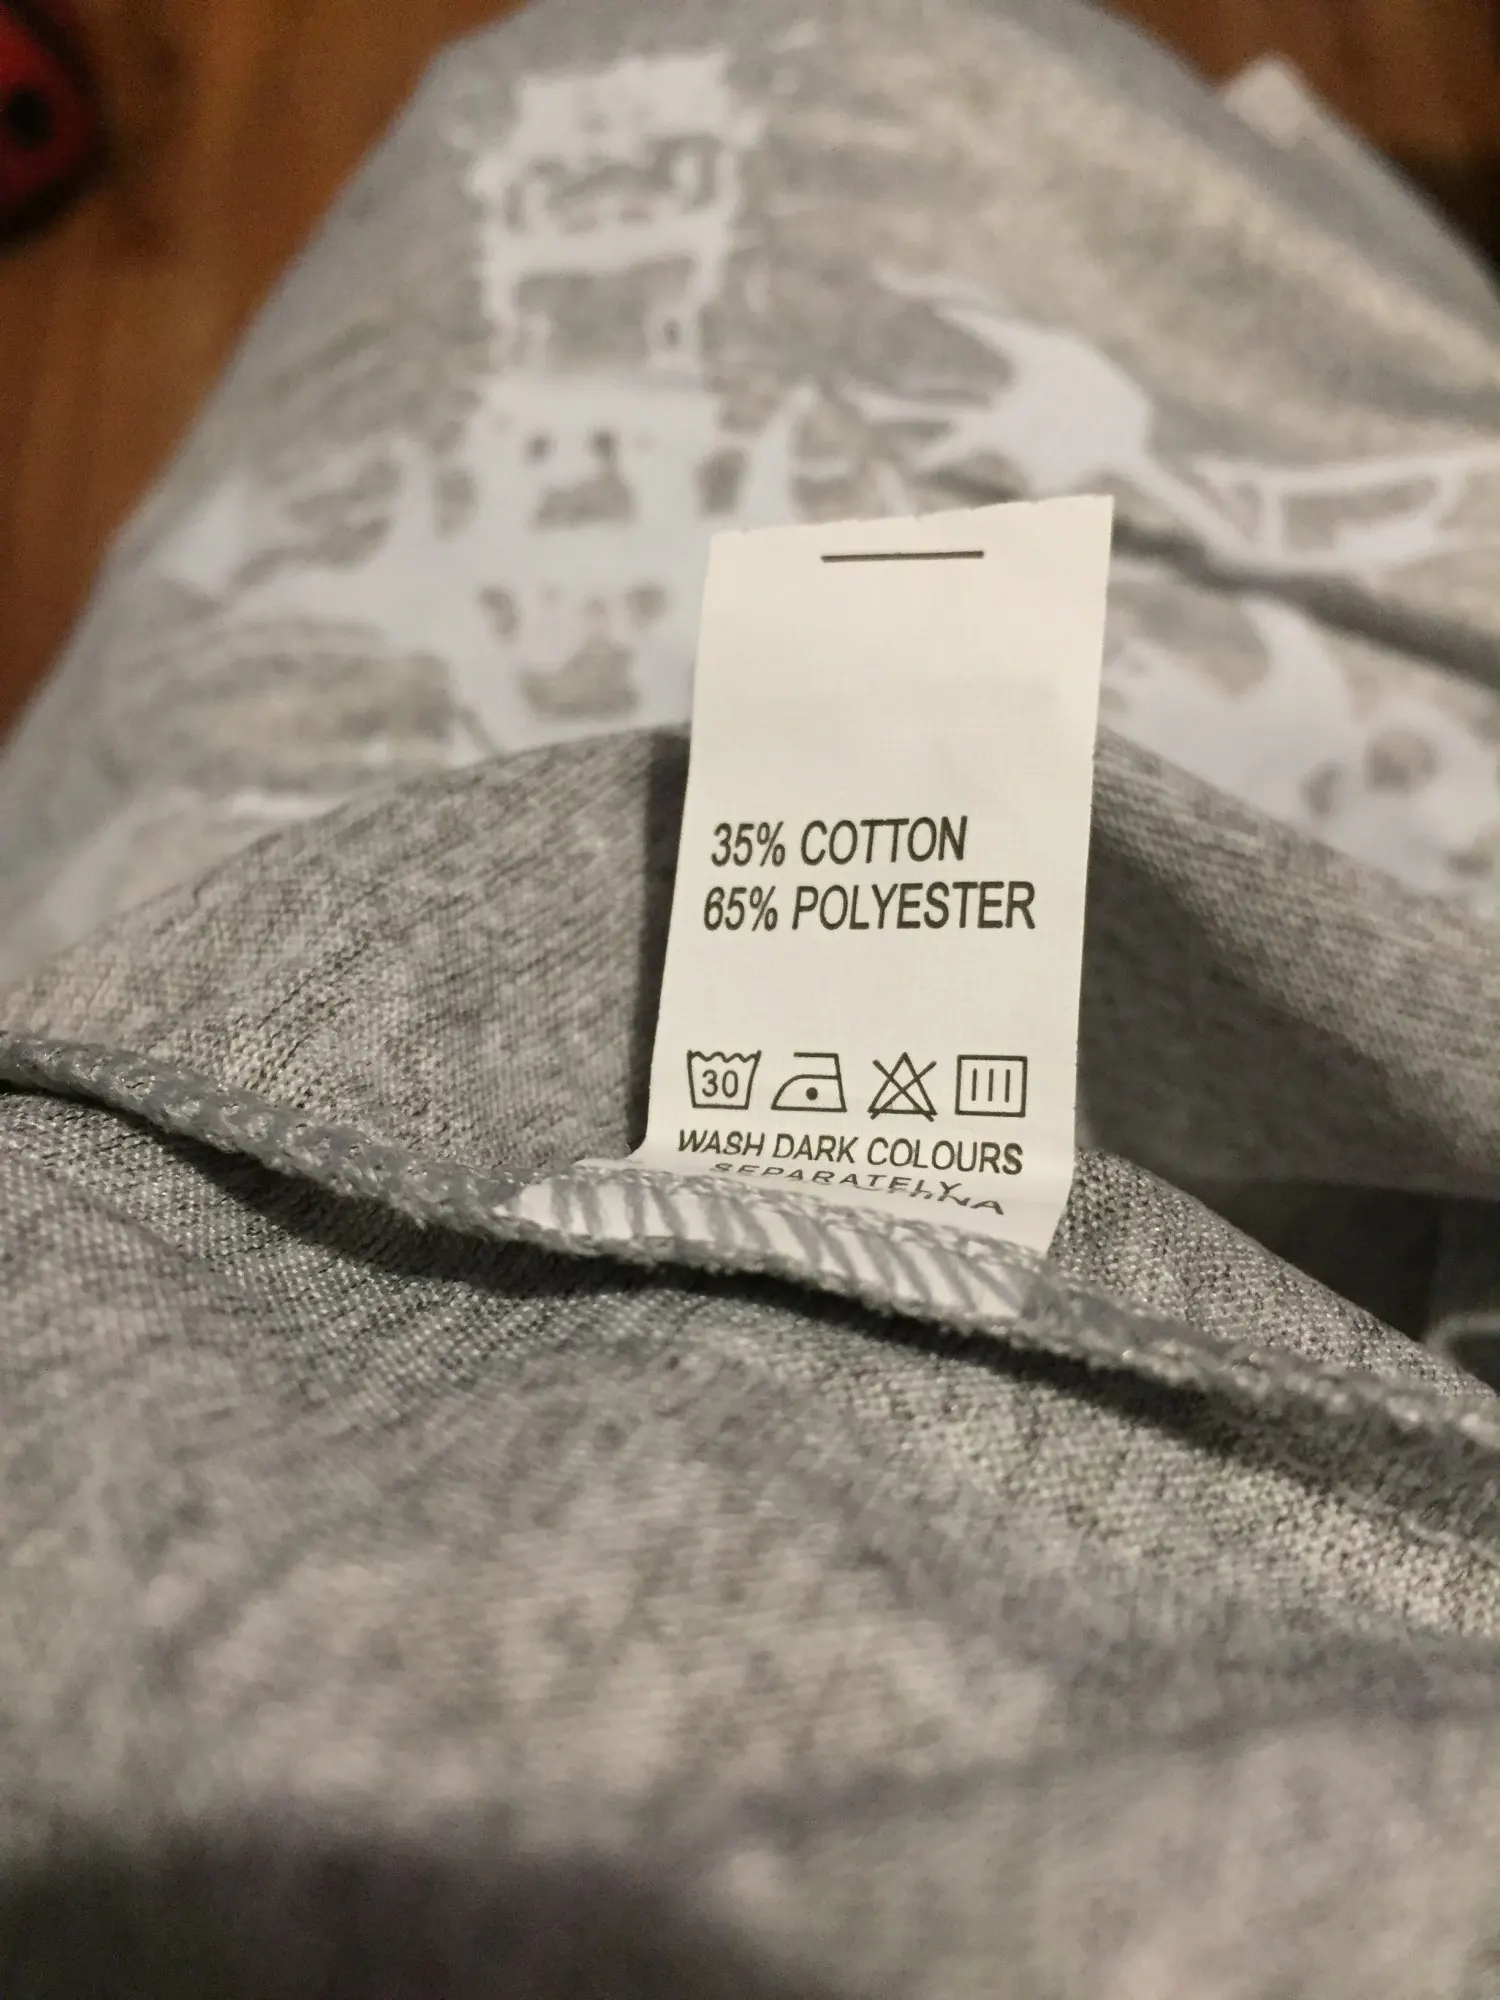 35% COTTON
65% POLYESTER
30
WASH DARK COLOURS
SEPARATELY